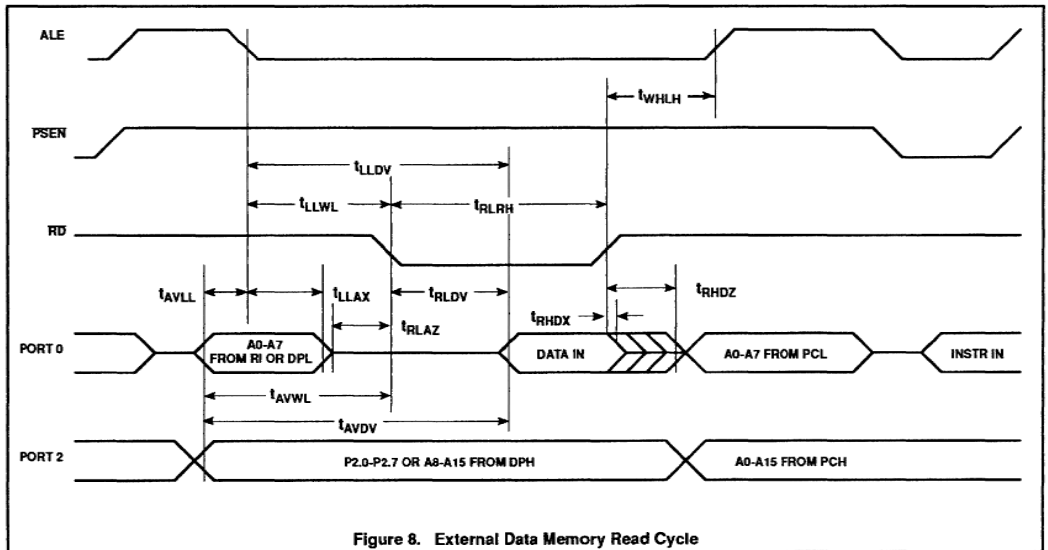 ALE
tWHLH
PSEN
tLLDV
tLLWL
tRLRH
RD
tAVLL
tLLAX
tRLDV
tRHDZ
tRLAZ
tRHDX
PORT 0
A0-A7
FROM RI OR DPL
DATA IN
A0-A7 FROM PCL
INSTR IN
tAVWL
tAVDV
PORT 2
P2.0-P2.7 OR A8-A15 FROM DPH
A0-A15 FROM PCH
Figure 8. External Data Memory Read Cycle